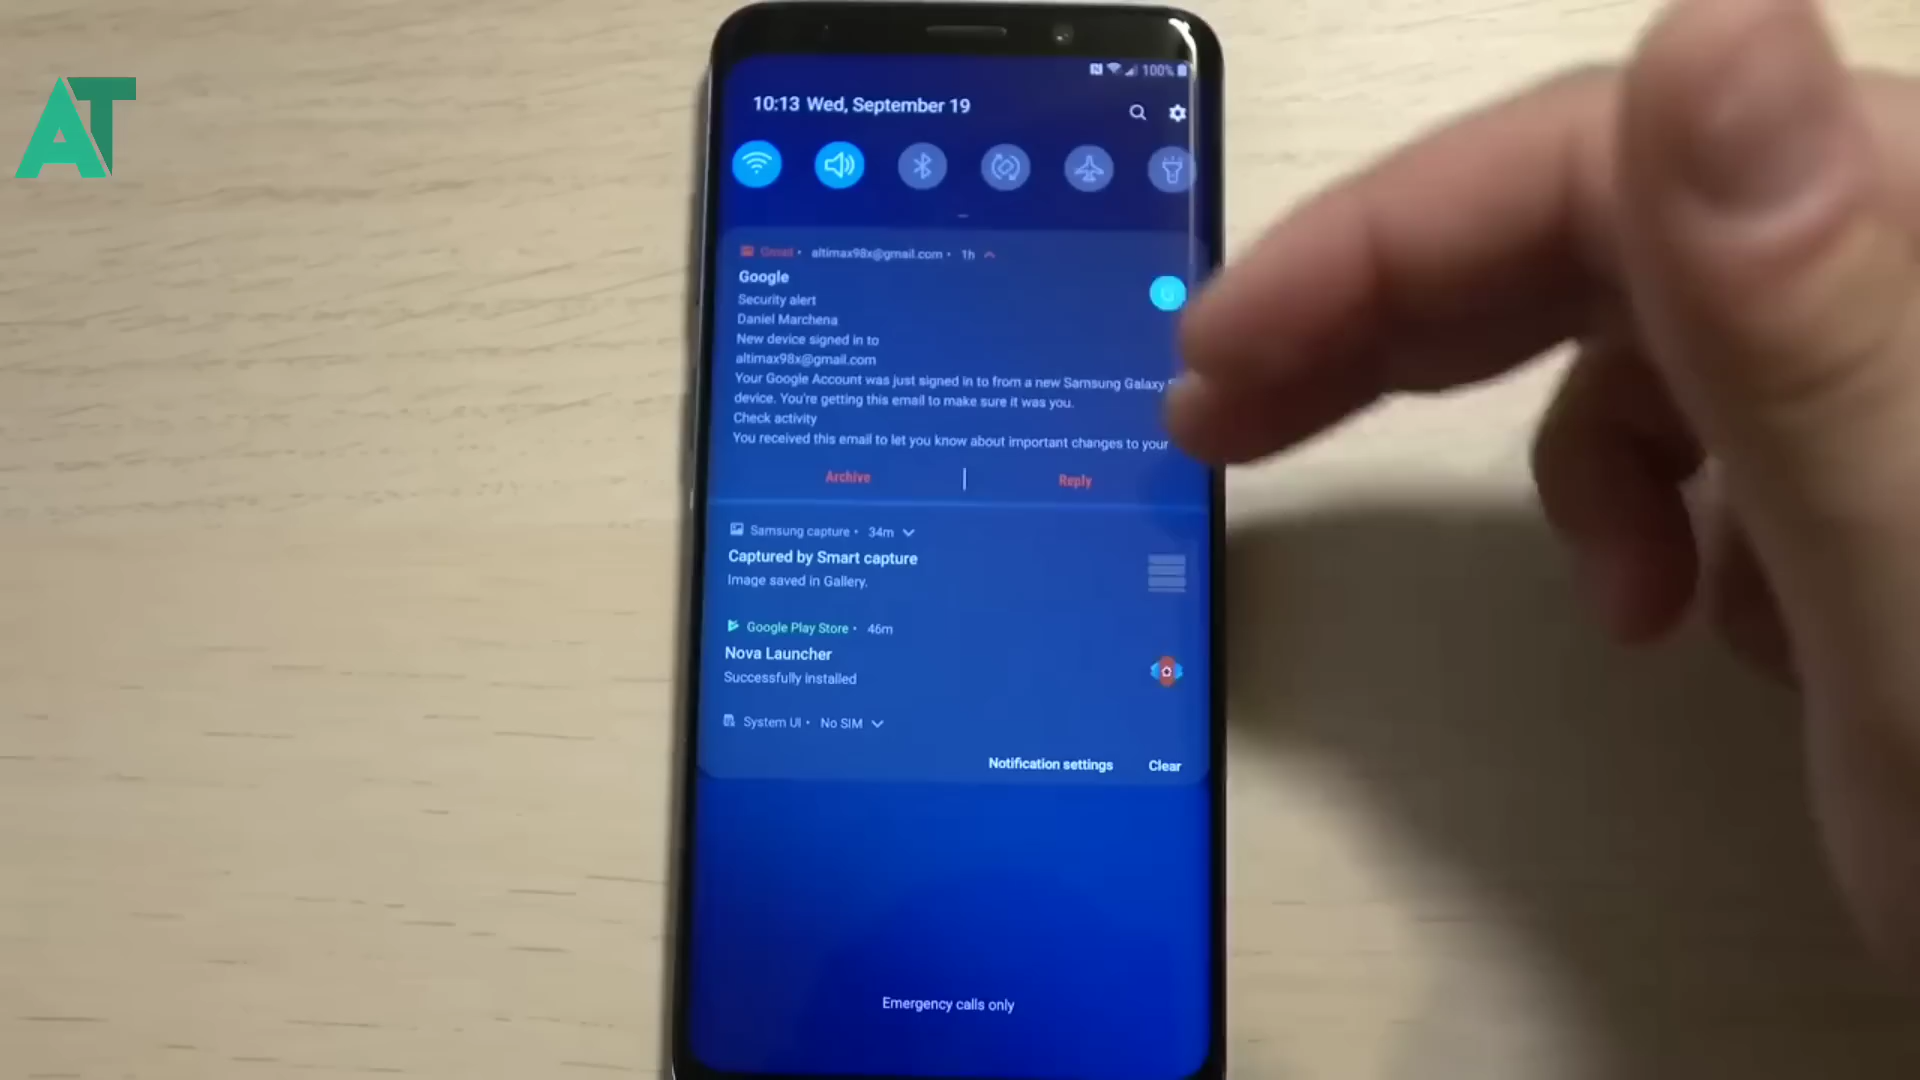 AT
100%
10:13 Wed, September 19
Gmail • altimax98x@gmail.com • 1h
Google
Security alert
Daniel Marchena
New device signed in to
altimax98x@gmail.com
Your Google Account was just signed in to from a new Samsung Galaxy
device. You're getting this email to make sure it was you.
Check activity
You received this email to let you know about important changes to your
Archive | Reply
Samsung capture • 34m
Captured by Smart capture
Image saved in Gallery.
Google Play Store • 46m
Nova Launcher
Successfully installed
System UI • No SIM
Notification settings Clear
Emergency calls only